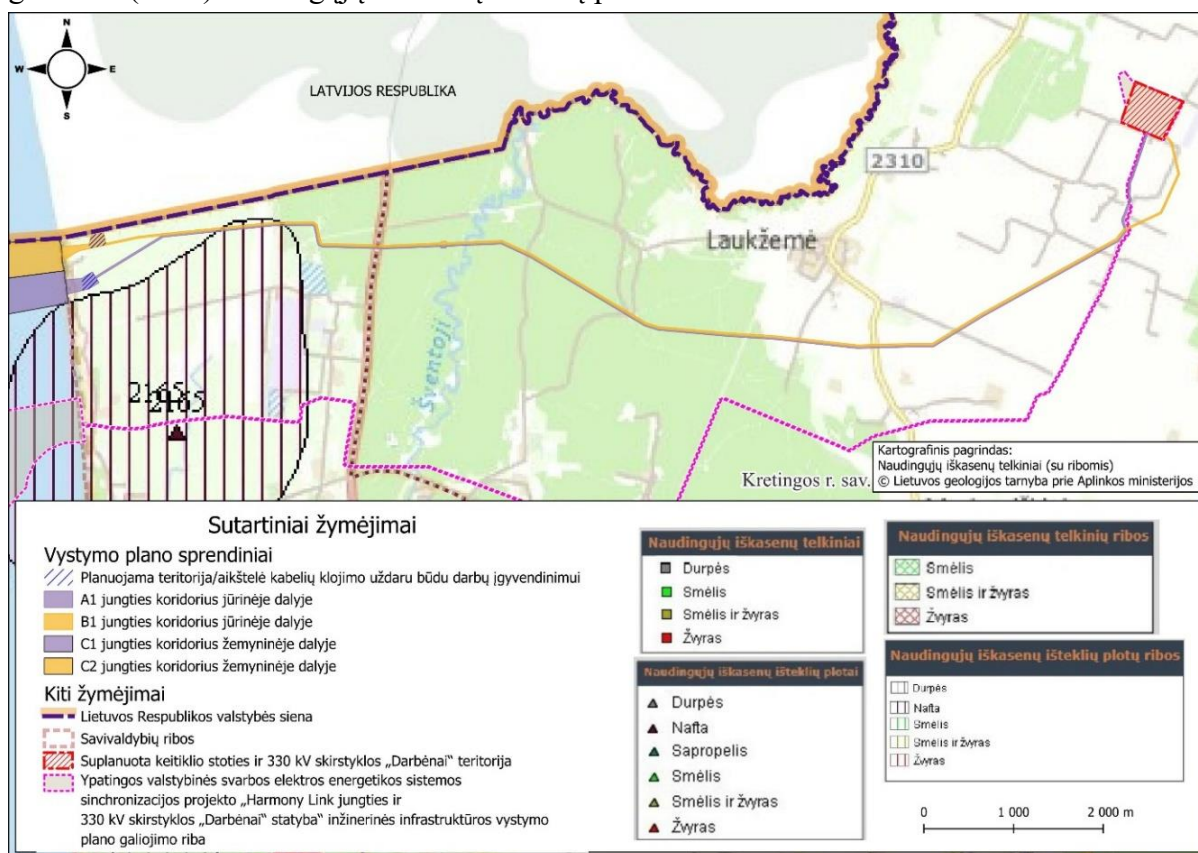 N
W
E
S
LATVIJOS RESPUBLIKA
2310
Laukžemė
Šventoji
2165
2165
Kretingos r. sav.
Kartografinis pagrindas:
Naudingųjų iškasenų telkiniai (su ribomis)
© Lietuvos geologijos tarnyba prie Aplinkos ministerijos
Sutartiniai žymėjimai
Vystymo plano sprendiniai
Planuojama teritorija/aikštelė kabelių klojimo uždaru būdu darbų įgyvendinimui
A1 jungties koridorius jūrinėje dalyje
B1 jungties koridorius jūrinėje dalyje
C1 jungties koridorius žemyninėje dalyje
C2 jungties koridorius žemyninėje dalyje
Kiti žymėjimai
Lietuvos Respublikos valstybės siena
Savivaldybių ribos
Suplanuota keitiklio stoties ir 330 kV skirstyklos „Darbėnai“ teritorija
Ypatingos valstybinės svarbos elektros energetikos sistemos
sinchronizacijos projekto „Harmony Link jungties ir
330 kV skirstyklos „Darbėnai“ statyba“ inžinerinės infrastruktūros vystymo
plano galiojimo riba
Naudingųjų iškasenų telkiniai
Durpės
Smėlis
Smėlis ir žvyras
Žvyras
Naudingųjų iškasenų išteklių plotai
Durpės
Nafta
Sapropelis
Smėlis
Smėlis ir žvyras
Žvyras
Naudingųjų iškasenų telkinių ribos
Smėlis
Smėlis ir žvyras
Žvyras
Naudingųjų iškasenų išteklių plotų ribos
Durpės
Nafta
Smėlis
Smėlis ir žvyras
Žvyras
0 1 000 2 000 m